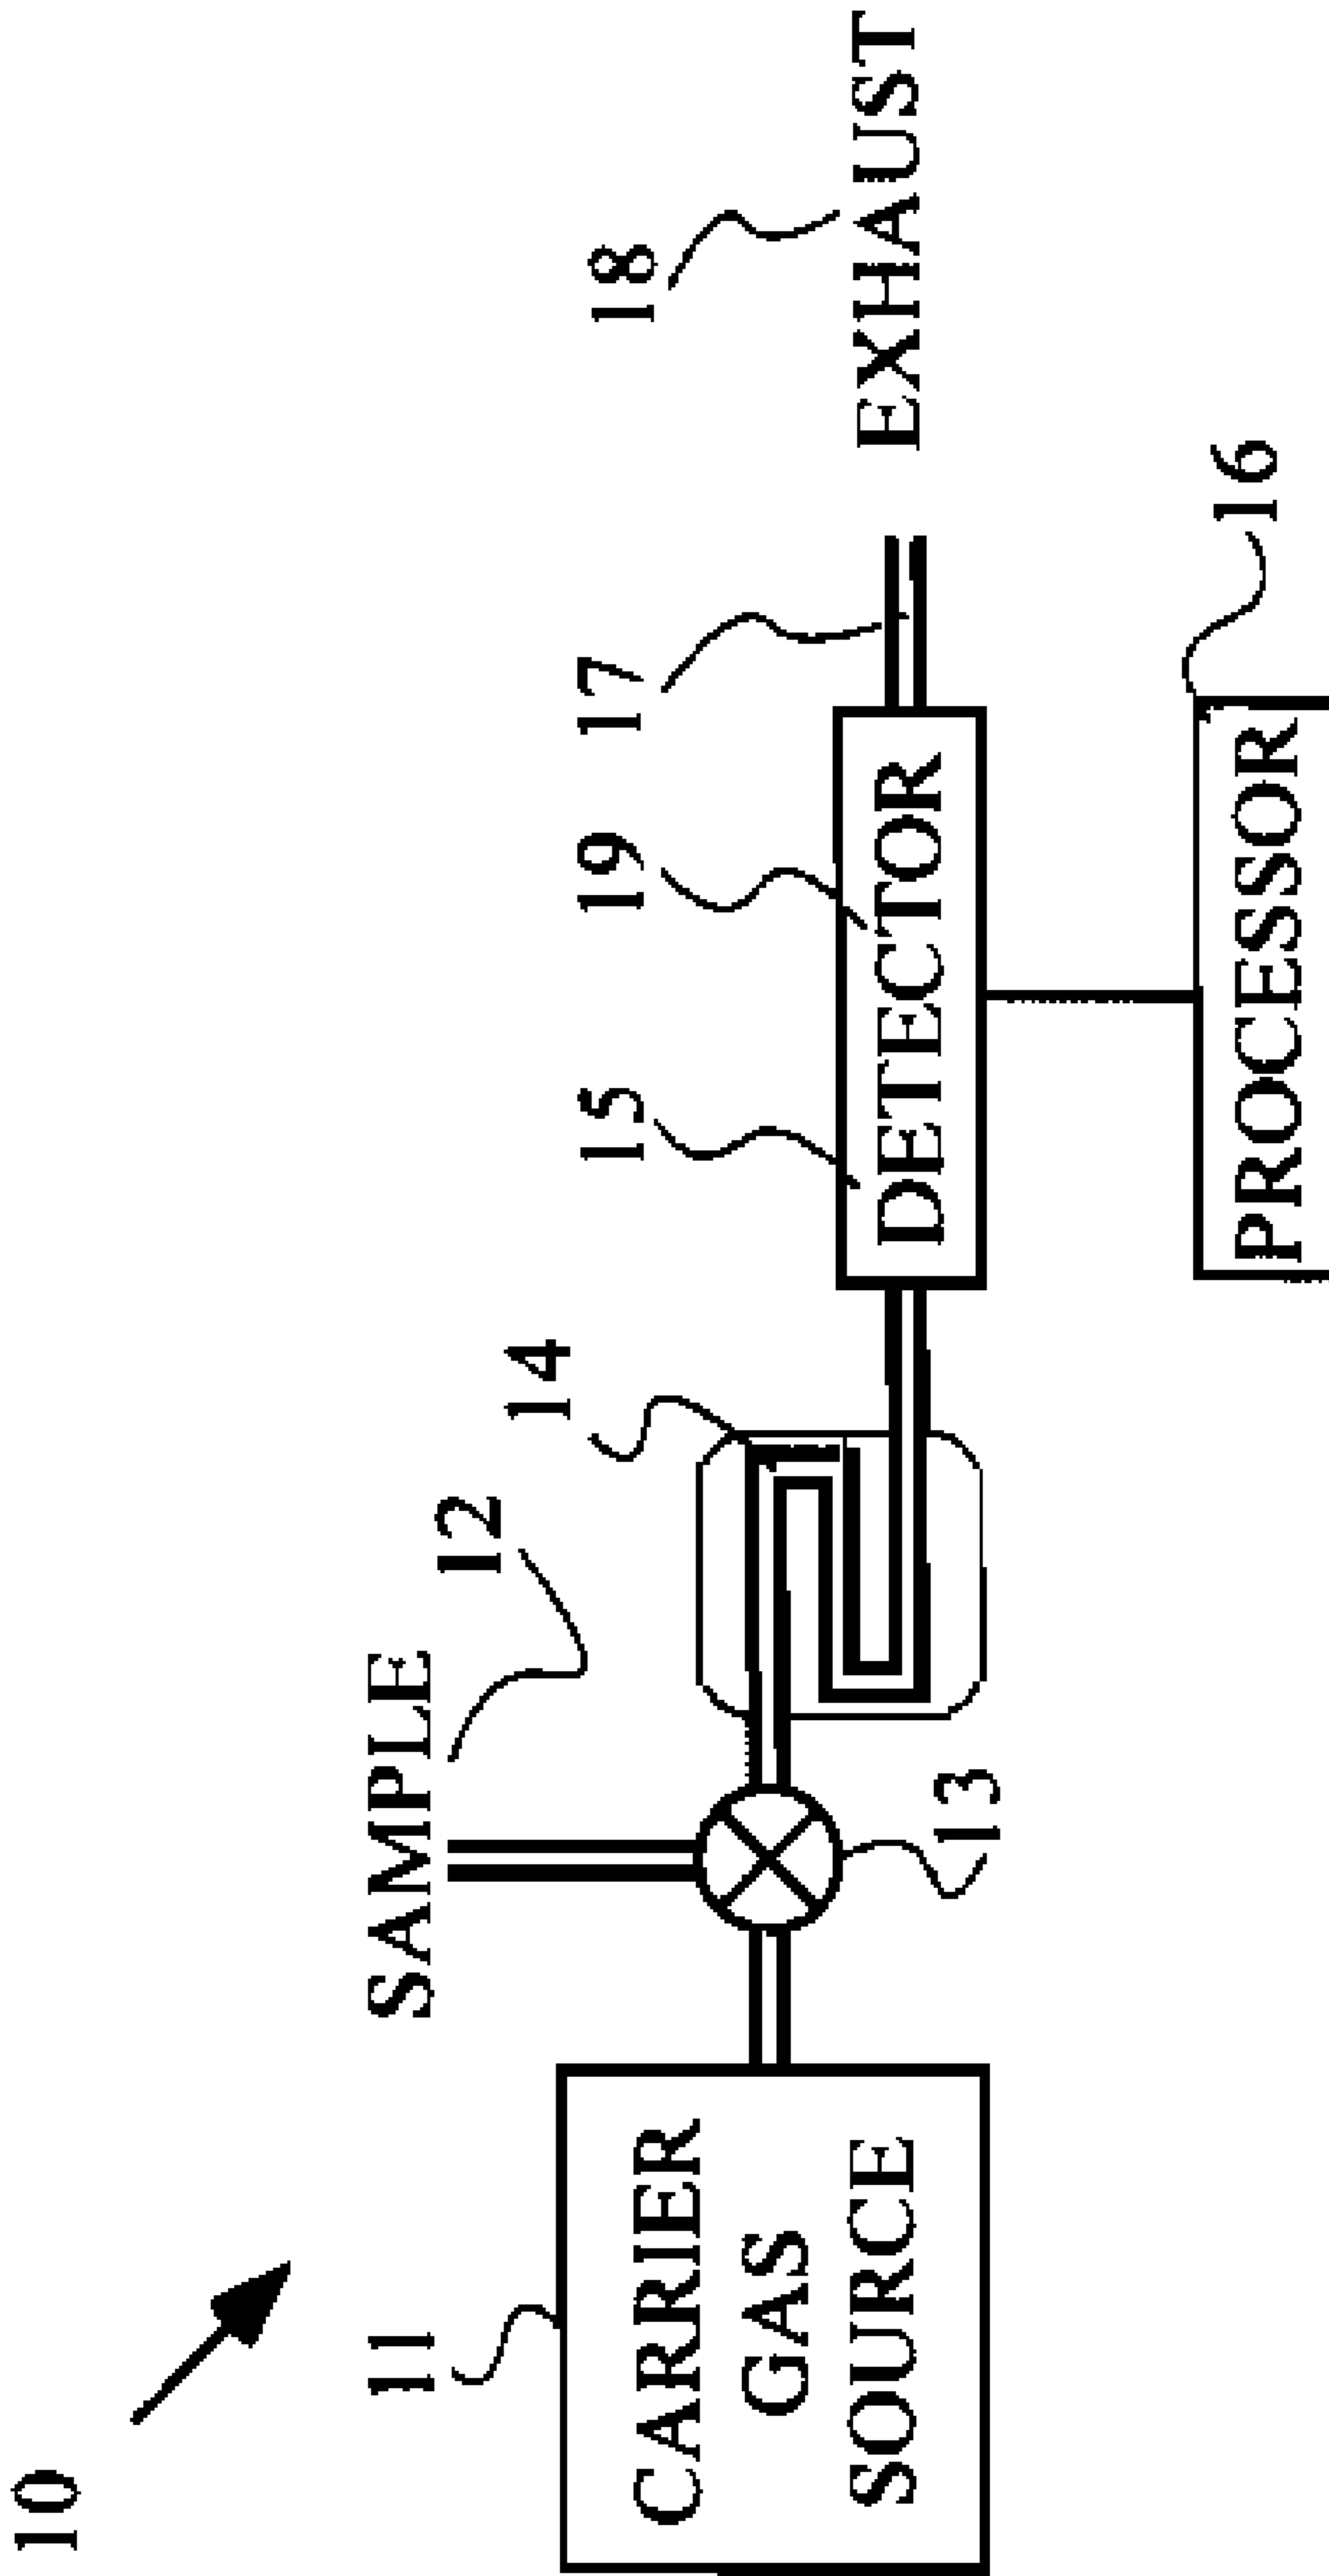 10
11
CARRIER
GAS
SOURCE
SAMPLE
12
13
14
15
19
DETECTOR
17
18
EXHAUST
16
PROCESSOR